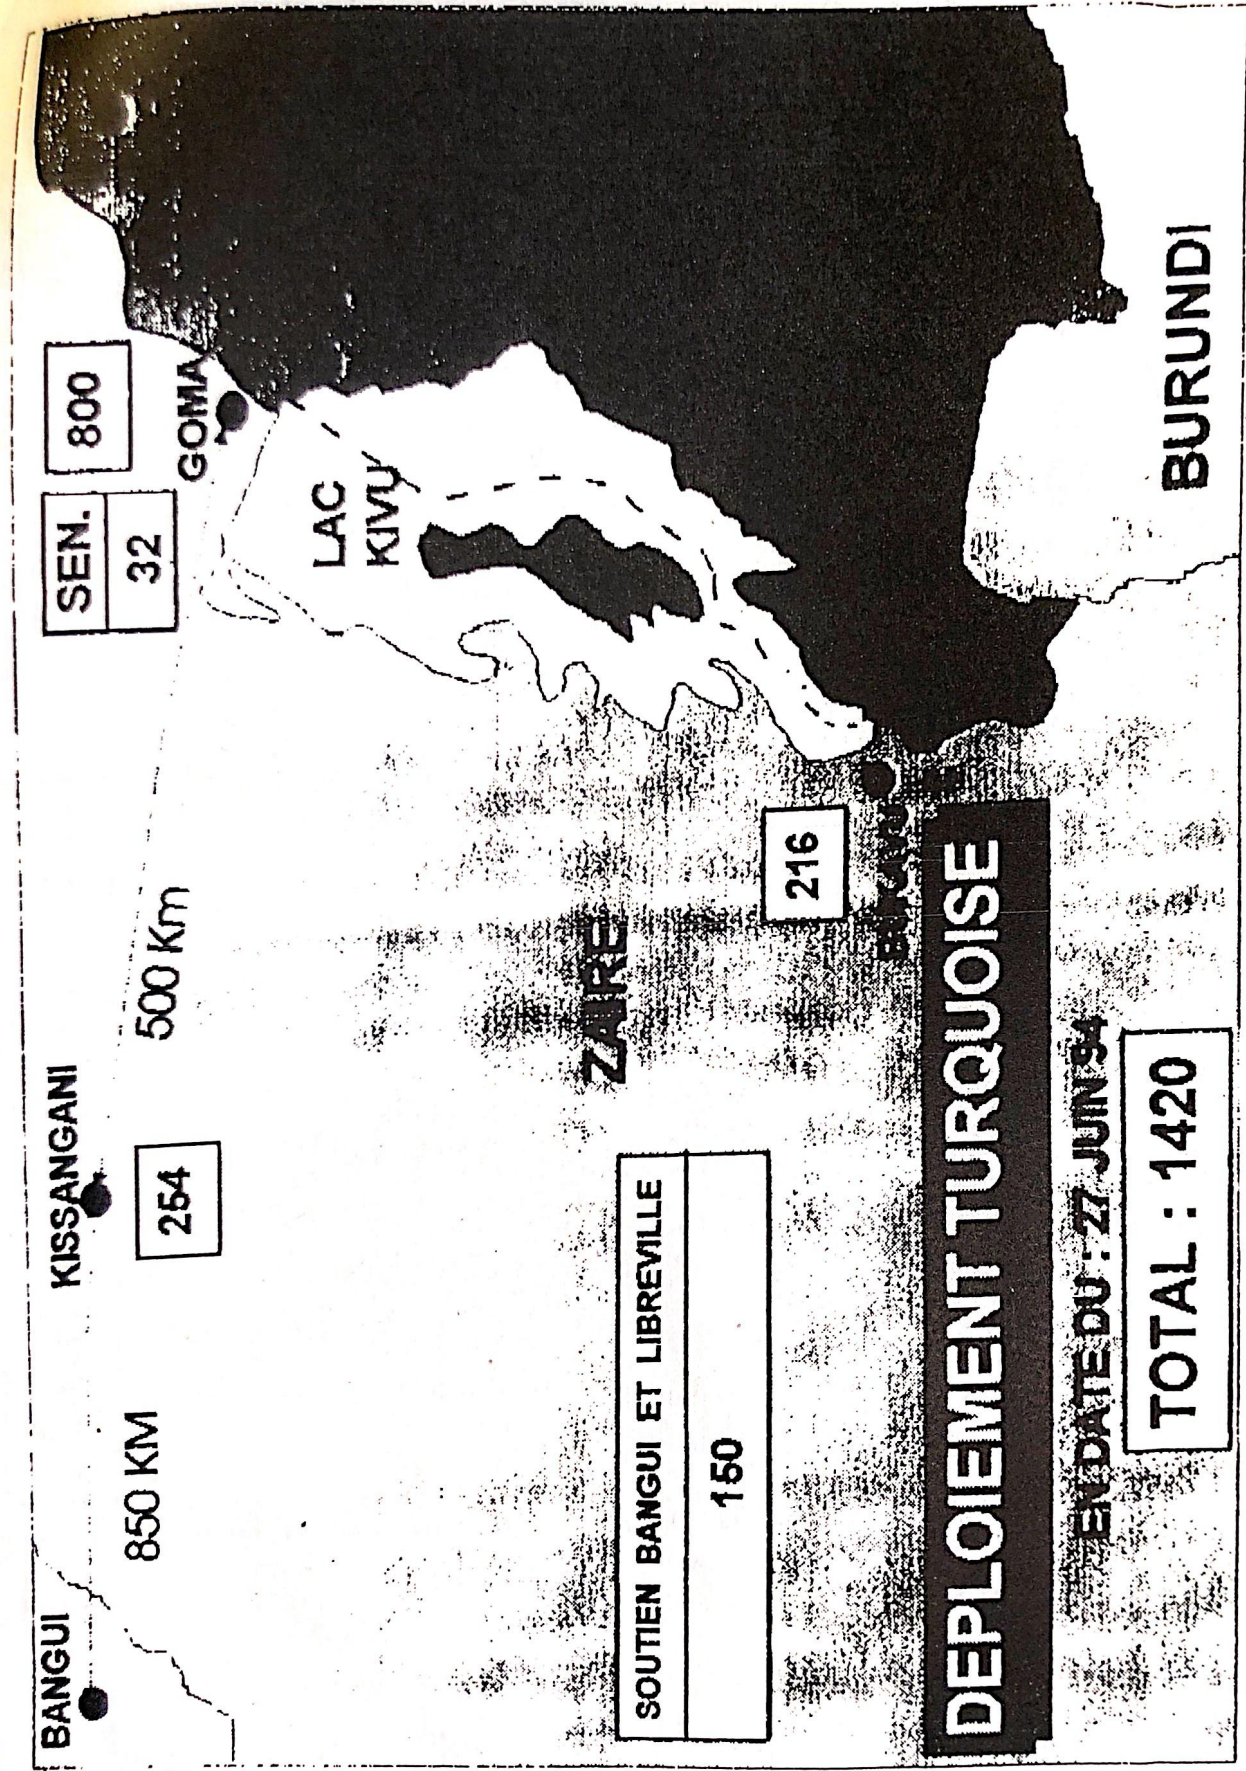 BANGUI
850 KM
KISSANGANI
254
500 Km
SEN.
32
800
GOMA
LAC
KIVU
ZAIRE
216
BUKAVU
SOUTIEN BANGUI ET LIBREVILLE
150
DEPLOIEMENT TURQUOISE
EN DATE DU : 27 JUIN 94
TOTAL : 1420
BURUNDI